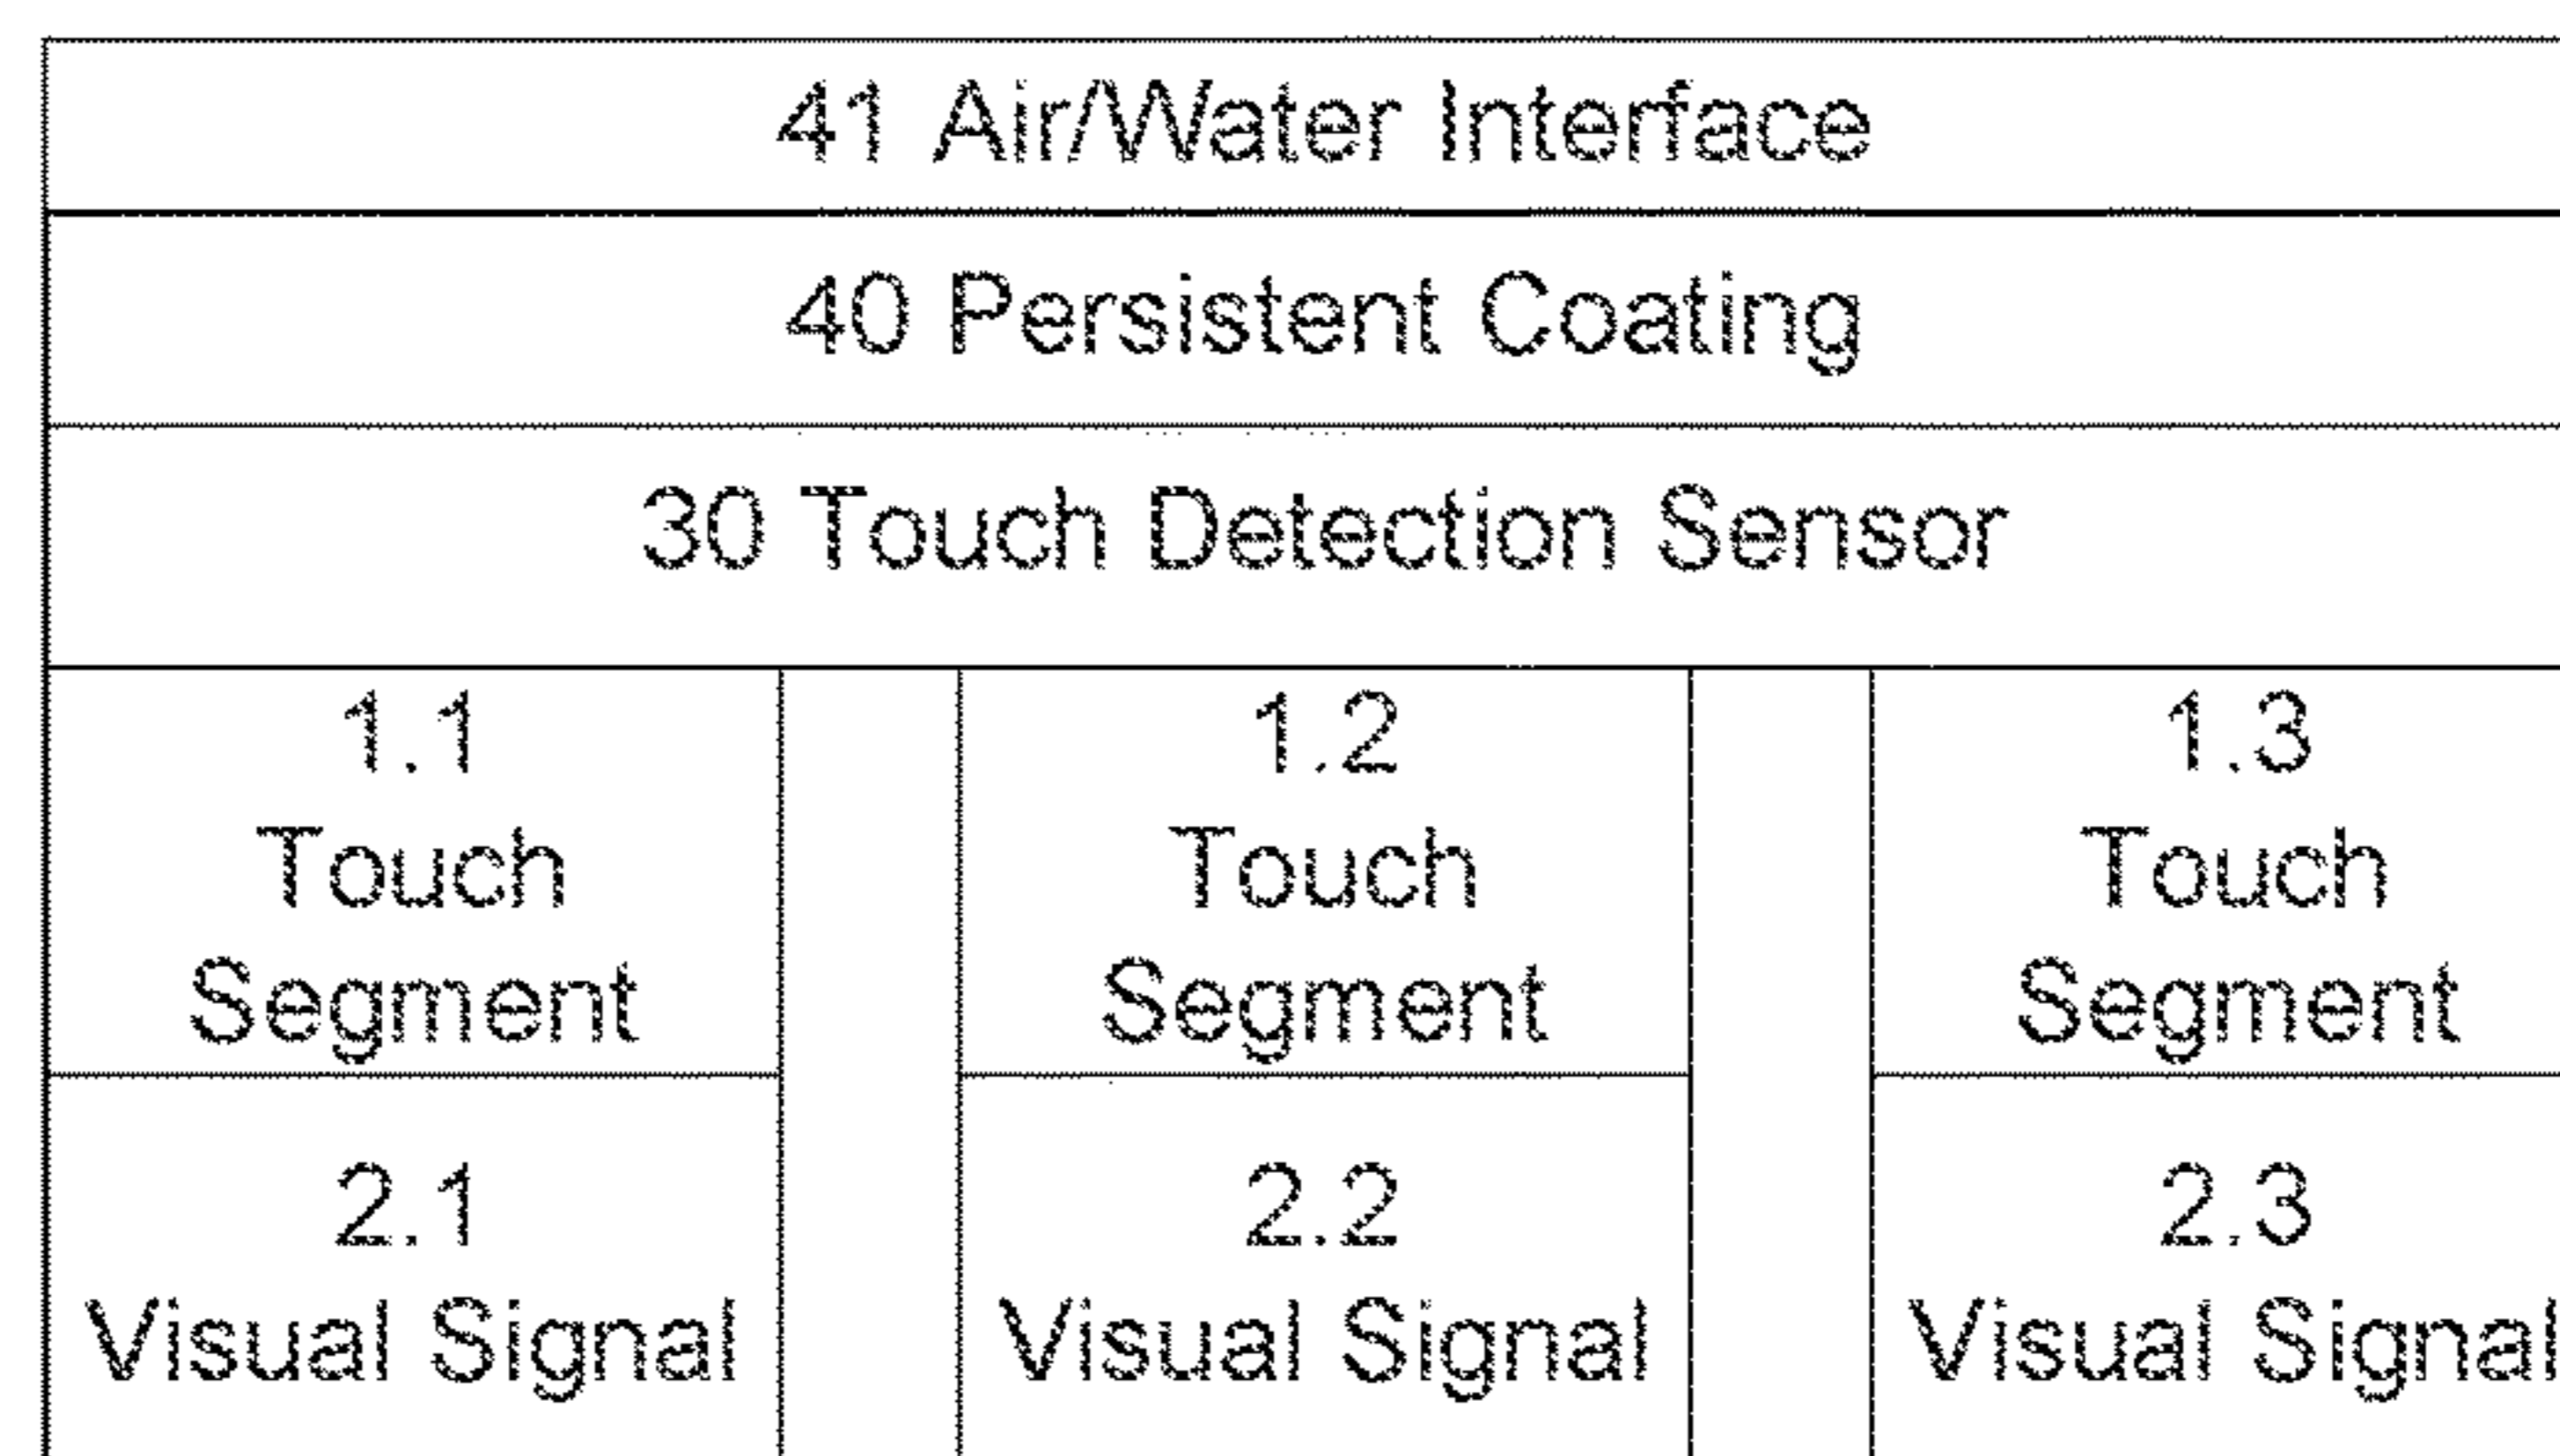 41 Air/Water Interface
40 Persistent Coating
30 Touch Detection Sensor
1.1
Touch
Segment
1.2
Touch
Segment
1.3
Touch
Segment
2.1
Visual Signal
2.2
Visual Signal
2.3
Visual Signal